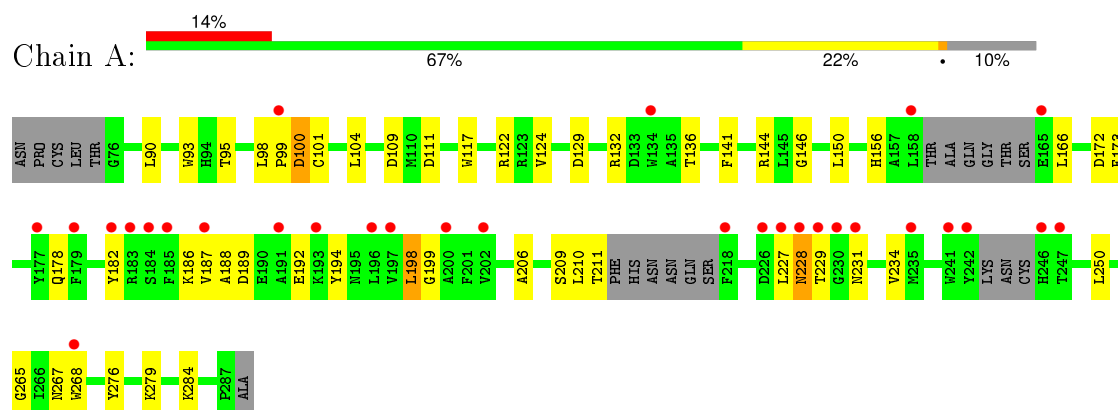 14%
Chain A:
67% 22% • 10%
ASN PRO CYS LEU THR G76 L90 W93 H94 T95 L98 P99 D100 C101 L104 D109 M110 D111 W117 R122 R123 V124 D129 R132 D133 W134 A135 T136 F141 R144 L145 G146 L150 H156 A157 L158 THR ALA GLN GLY THR SER E165 L166 D172
Y177 Q178 F179 Y182 R183 S184 F185 K186 V187 A188 D189 E190 A191 E192 K193 Y194 N195 L196 V197 L198 G199 A200 F201 V202 A206 S209 L210 T211 PHE HIS ASN ASN GLN SER F218 D226 L227 N228 T229 G230 N231 V234 M235 W241 Y242 LYS ASN CYS H246 T247 L250
G265 I266 N267 W268 Y276 K279 K284 P287 ALA